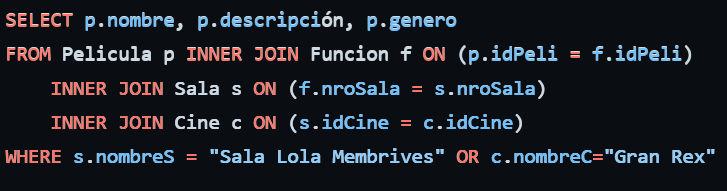 SELECT p.nombre, p.descripción, p.genero
FROM Pelicula p INNER JOIN Funcion f ON (p.idPeli = f.idPeli)
INNER JOIN Sala s ON (f.nroSala = s.nroSala)
INNER JOIN Cine c ON (s.idCine = c.idCine)
WHERE s.nombreS = "Sala Lola Membrives" OR c.nombreC="Gran Rex"